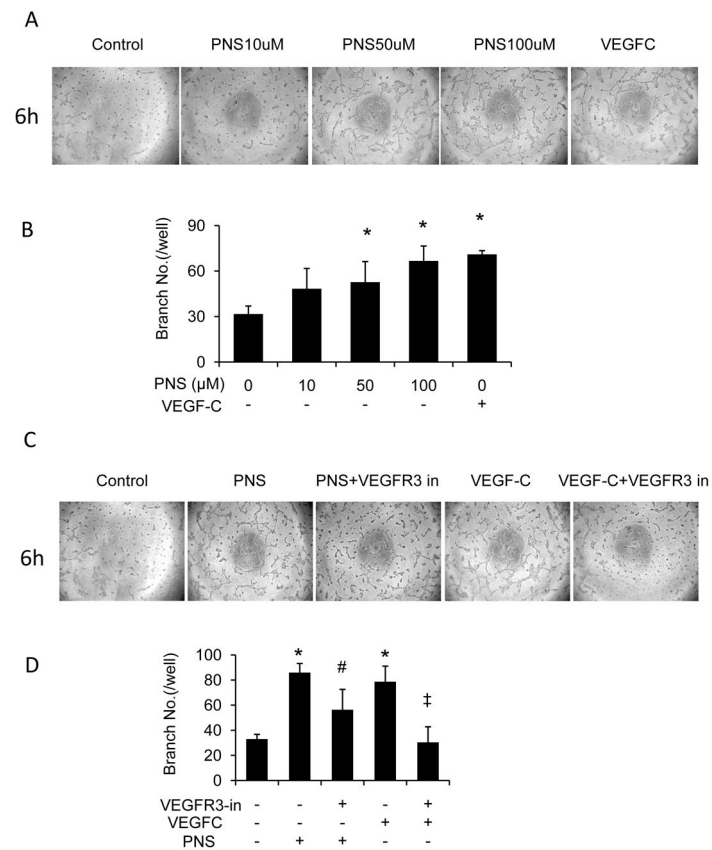 A
Control PNS10uM PNS50uM PNS100uM VEGFC
6h
B
Branch No.(/well)
90
60
30
0
PNS (µM) 0 10 50 100 0
VEGF-C - - - - +
* * *
C
Control PNS PNS+VEGFR3 in VEGF-C VEGF-C+VEGFR3 in
6h
D
Branch No.(/well)
100
80
60
40
20
0
* # * ‡
VEGFR3-in - - + - +
VEGFC - - - + +
PNS - + + - -